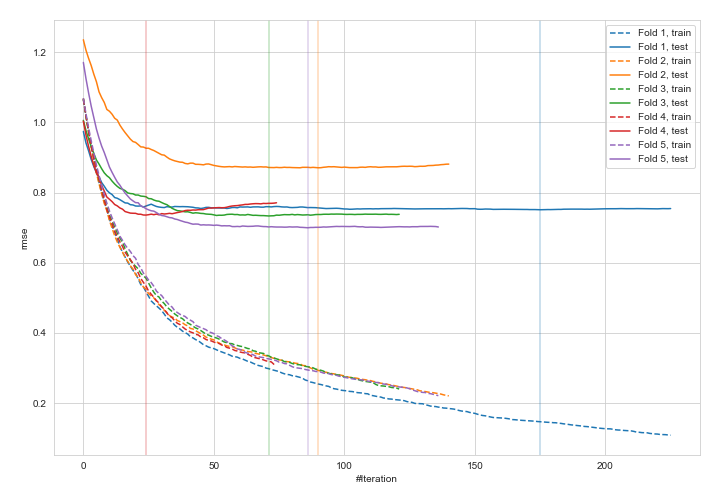 1.2
1.0
0.8
0.6
0.4
0.2
rmse
0
50
100
150
200
#Iteration
Fold 1, train
Fold 1, test
Fold 2, train
Fold 2, test
Fold 3, train
Fold 3, test
Fold 4, train
Fold 4, test
Fold 5, train
Fold 5, test